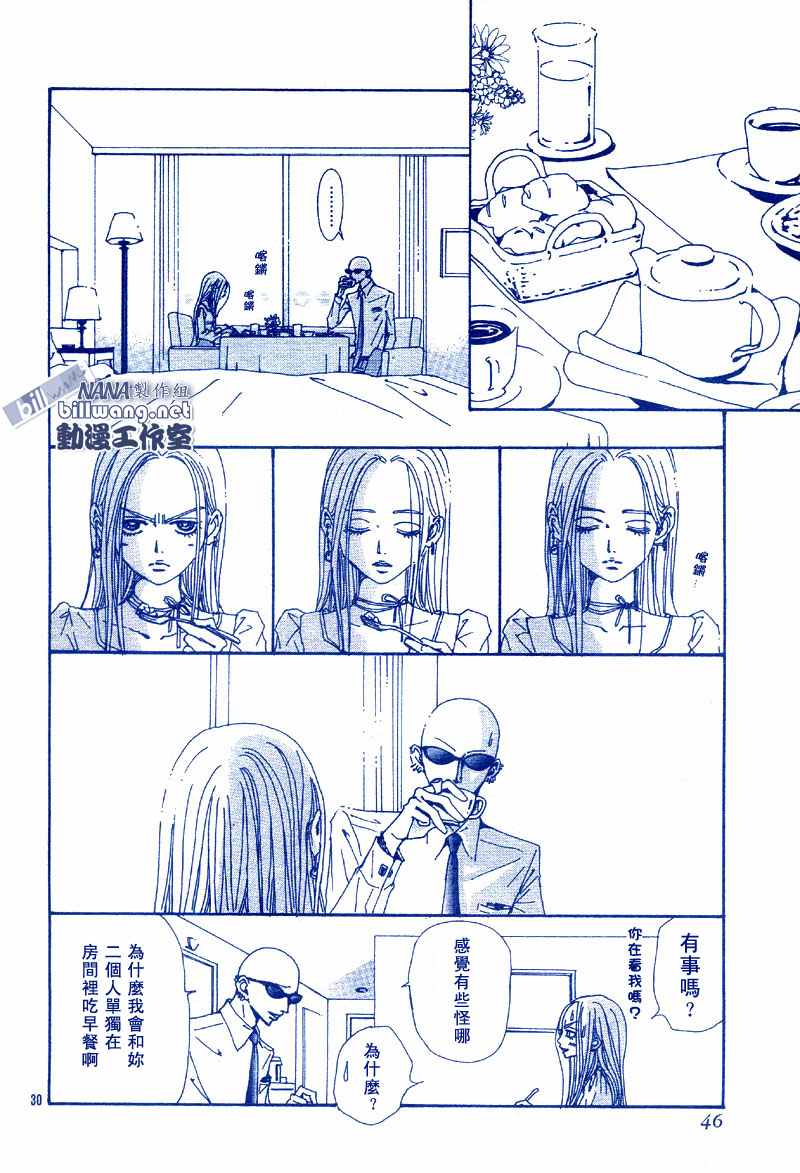 ………
喀鏘
喀鏘
bill wang
NANA製作組
billwang.net
動漫工作室
喀鏘…
有事嗎？
你在看我嗎？
感覺有些怪哪
為什麼？
為什麼我會和妳
二個人單獨在
房間裡吃早餐啊
30
46